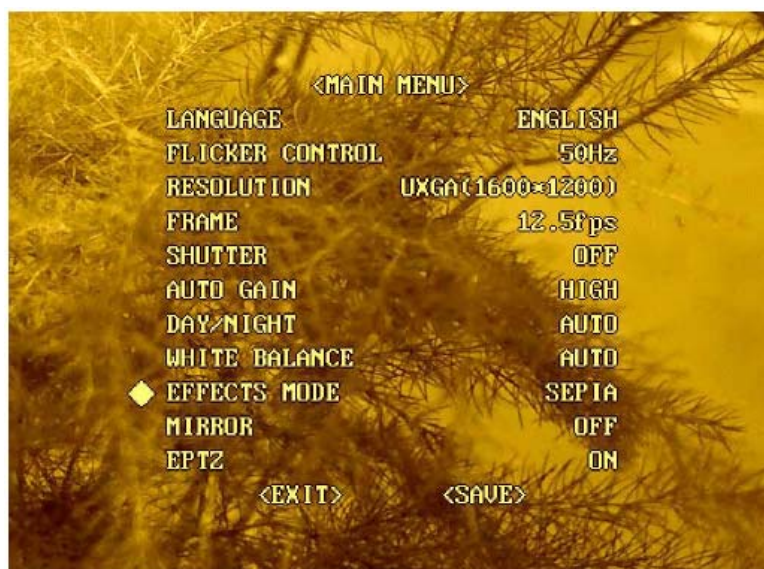 <MAIN MENU>
LANGUAGE ENGLISH
FLICKER CONTROL 50Hz
RESOLUTION UXGA(1600*1200)
FRAME 12.5fps
SHUTTER OFF
AUTO GAIN HIGH
DAY/NIGHT AUTO
WHITE BALANCE AUTO
EFFECTS MODE SEPIA
MIRROR OFF
EPTZ ON
<EXIT> <SAVE>